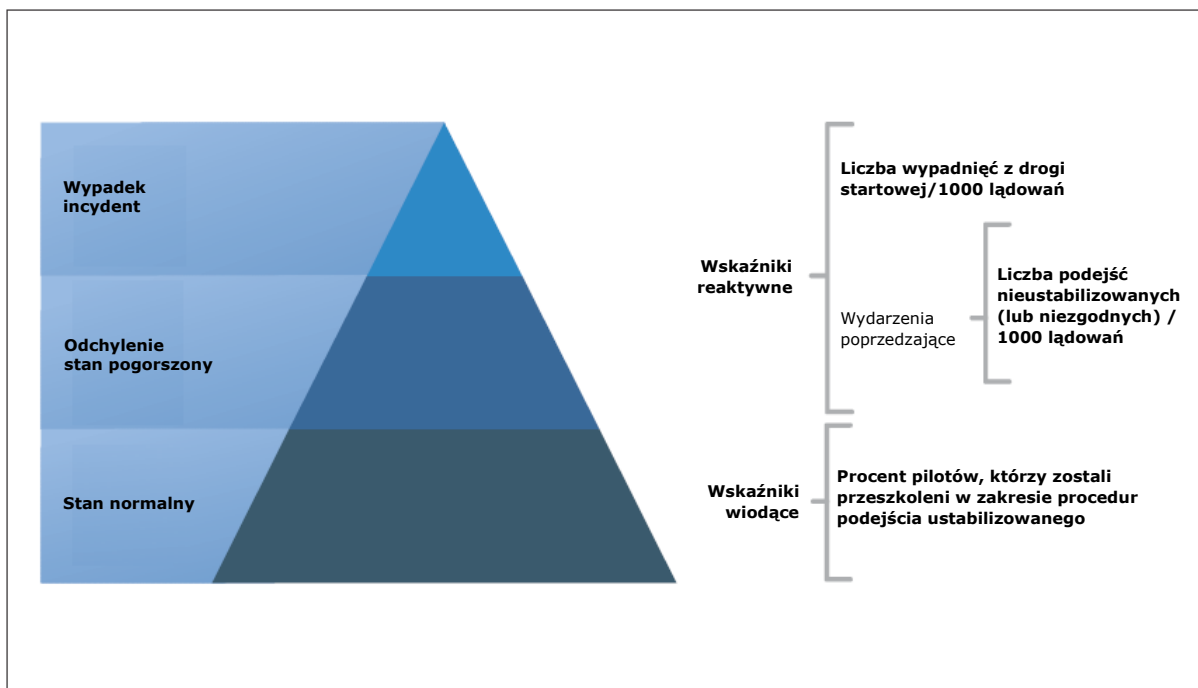 Wypadek
incydent
Odchylenie
stan pogorszony
Stan normalny
Wskaźniki
reaktywne
Liczba wypadnięć z drogi
startowej/1000 lądowań
Wydarzenia
poprzedzające
Liczba podejść
nieustabilizowanych
(lub niezgodnych) /
1000 lądowań
Wskaźniki
wiodące
Procent pilotów, którzy zostali
przeszkoleni w zakresie procedur
podejścia ustabilizowanego